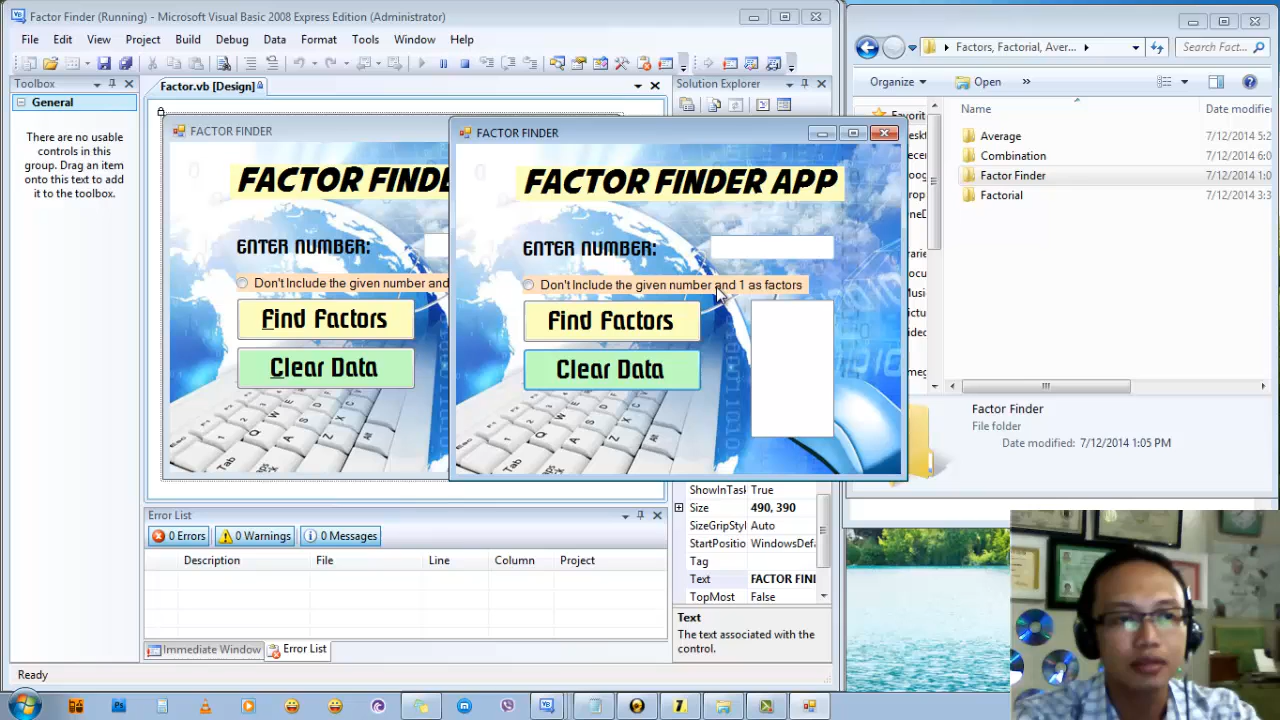 Factor Finder (Running) - Microsoft Visual Basic 2008 Express Edition (Administrator)
File Edit View Project Build Debug Data Format Tools Window Help
Toolbox
General
There are no usable
controls in this
group. Drag an item
onto this text to add
it to the toolbox.
Factor.vb [Design]
FACTOR FINDER
FACTOR FINDE
ENTER NUMBER:
Don't Include the given number and
Find Factors
Clear Data
FACTOR FINDER
FACTOR FINDER APP
ENTER NUMBER:
Don't Include the given number and 1 as factors
Find Factors
Clear Data
Solution Explorer
ShowInTask True
Size 490, 390
SizeGripStyl Auto
StartPositio WindowsDefa
Tag
Text FACTOR FINI
TopMost False
Text
The text associated with the
control.
Error List
0 Errors 0 Warnings 0 Messages
Description File Line Column Project
Immediate Window Error List
Ready
Factors, Factorial, Aver...
Search Fact...
Organize Open »
Name Date modifie
Average 7/12/2014 5:2
Combination 7/12/2014 6:0
Factor Finder 7/12/2014 1:0
Factorial 7/12/2014 3:3
Favorit
Factor Finder
File folder
Date modified: 7/12/2014 1:05 PM